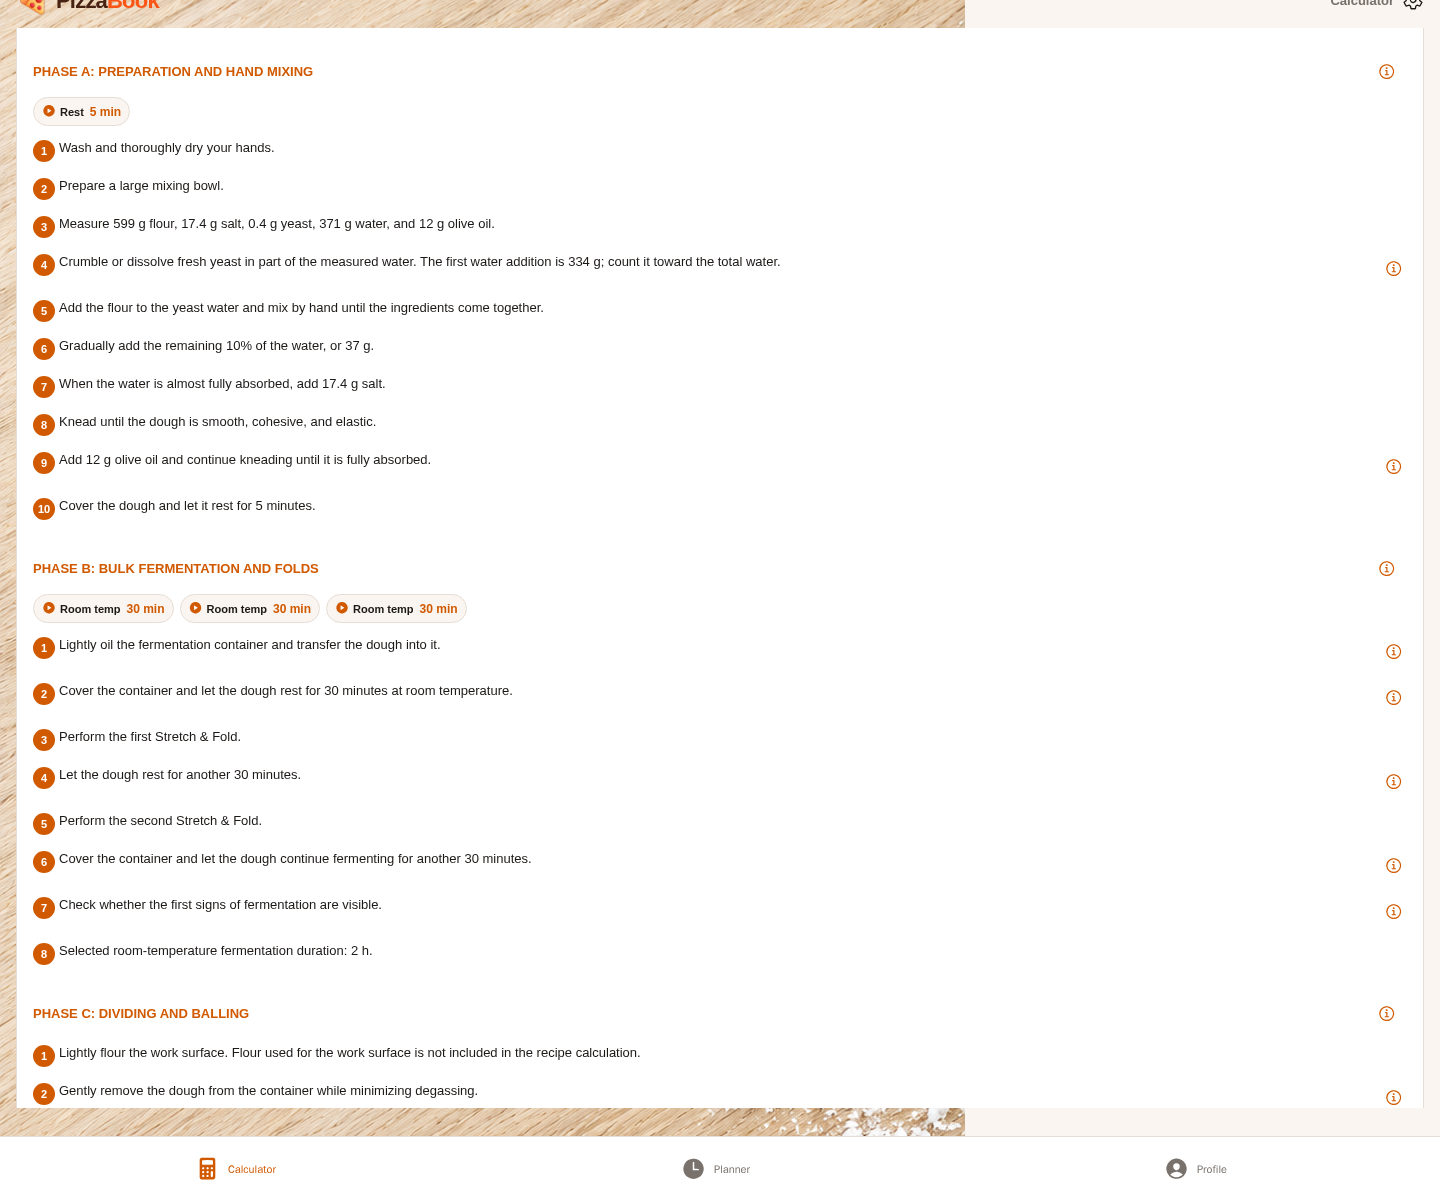 PizzaBook
Calculator
PHASE A: PREPARATION AND HAND MIXING
Rest 5 min
1 Wash and thoroughly dry your hands.
2 Prepare a large mixing bowl.
3 Measure 599 g flour, 17.4 g salt, 0.4 g yeast, 371 g water, and 12 g olive oil.
4 Crumble or dissolve fresh yeast in part of the measured water. The first water addition is 334 g; count it toward the total water.
5 Add the flour to the yeast water and mix by hand until the ingredients come together.
6 Gradually add the remaining 10% of the water, or 37 g.
7 When the water is almost fully absorbed, add 17.4 g salt.
8 Knead until the dough is smooth, cohesive, and elastic.
9 Add 12 g olive oil and continue kneading until it is fully absorbed.
10 Cover the dough and let it rest for 5 minutes.
PHASE B: BULK FERMENTATION AND FOLDS
Room temp 30 min Room temp 30 min Room temp 30 min
1 Lightly oil the fermentation container and transfer the dough into it.
2 Cover the container and let the dough rest for 30 minutes at room temperature.
3 Perform the first Stretch & Fold.
4 Let the dough rest for another 30 minutes.
5 Perform the second Stretch & Fold.
6 Cover the container and let the dough continue fermenting for another 30 minutes.
7 Check whether the first signs of fermentation are visible.
8 Selected room-temperature fermentation duration: 2 h.
PHASE C: DIVIDING AND BALLING
1 Lightly flour the work surface. Flour used for the work surface is not included in the recipe calculation.
2 Gently remove the dough from the container while minimizing degassing.
Calculator Planner Profile